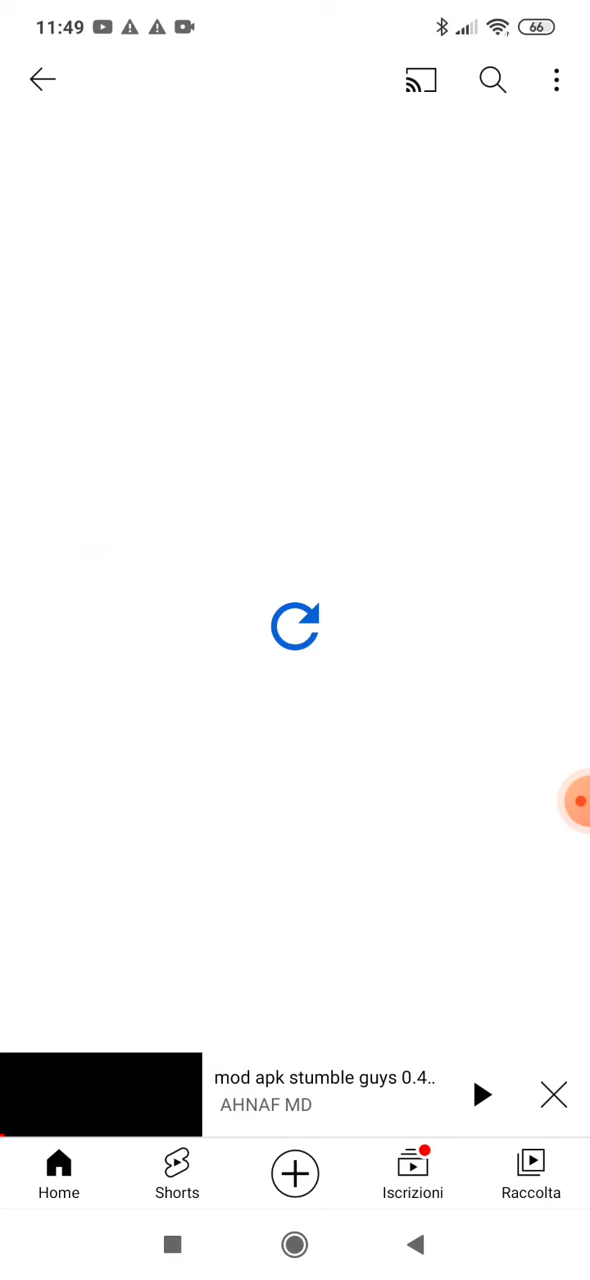 11:49
66
mod apk stumble guys 0.4..
AHNAF MD
Home
Shorts
Iscrizioni
Raccolta